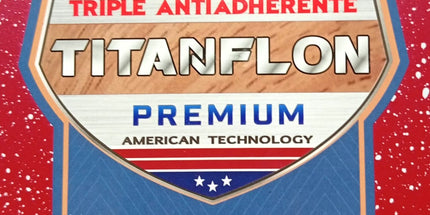 TRIPLE ANTIADHERENTE
TITANFLON
PREMIUM
AMERICAN TECHNOLOGY